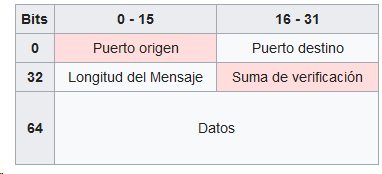 Bits 0 - 15 16 - 31
0 Puerto origen Puerto destino
32 Longitud del Mensaje Suma de verificación
64 Datos